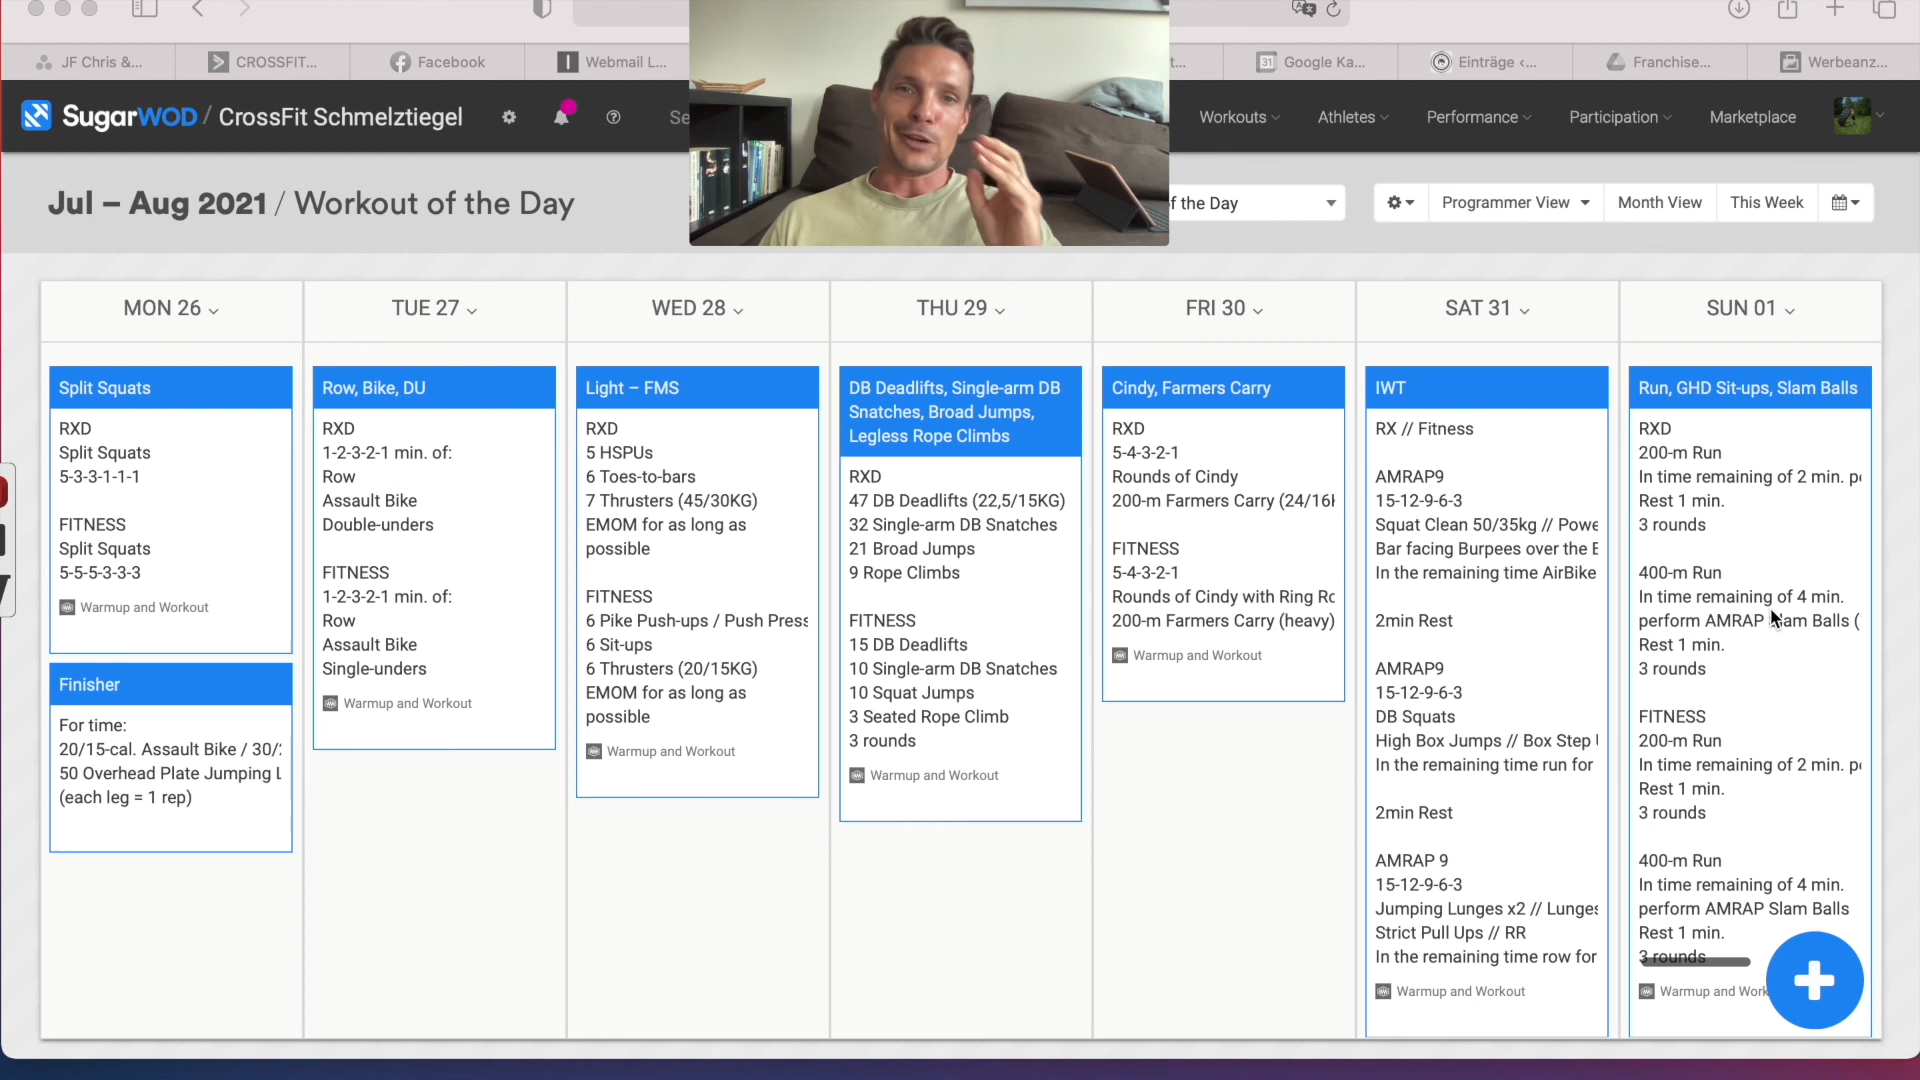 JF Chris &...
CROSSFIT...
Facebook
Webmail L...
t...
31
Google Ka...
Einträge ‹...
Franchise...
Werbeanz...
SugarWOD / CrossFit Schmelztiegel
Se
Workouts
Athletes
Performance
Participation
Marketplace
Jul – Aug 2021 / Workout of the Day
of the Day
Programmer View
Month View
This Week
MON 26
TUE 27
WED 28
THU 29
FRI 30
SAT 31
SUN 01
Split Squats
RXD
Split Squats
5-3-3-1-1-1
FITNESS
Split Squats
5-5-5-3-3-3
Warmup and Workout
Finisher
For time:
20/15-cal. Assault Bike / 30/
50 Overhead Plate Jumping
(each leg = 1 rep)
Row, Bike, DU
RXD
1-2-3-2-1 min. of:
Row
Assault Bike
Double-unders
FITNESS
1-2-3-2-1 min. of:
Row
Assault Bike
Single-unders
Warmup and Workout
Light – FMS
RXD
5 HSPUs
6 Toes-to-bars
7 Thrusters (45/30KG)
EMOM for as long as
possible
FITNESS
6 Pike Push-ups / Push Press
6 Sit-ups
6 Thrusters (20/15KG)
EMOM for as long as
possible
Warmup and Workout
DB Deadlifts, Single-arm DB
Snatches, Broad Jumps,
Legless Rope Climbs
RXD
47 DB Deadlifts (22,5/15KG)
32 Single-arm DB Snatches
21 Broad Jumps
9 Rope Climbs
FITNESS
15 DB Deadlifts
10 Single-arm DB Snatches
10 Squat Jumps
3 Seated Rope Climb
3 rounds
Warmup and Workout
Cindy, Farmers Carry
RXD
5-4-3-2-1
Rounds of Cindy
200-m Farmers Carry (24/16
FITNESS
5-4-3-2-1
Rounds of Cindy with Ring
200-m Farmers Carry (heavy)
Warmup and Workout
IWT
RX // Fitness
AMRAP9
15-12-9-6-3
Squat Clean 50/35kg // Powe
Bar facing Burpees over the
In the remaining time AirBike
2min Rest
AMRAP9
15-12-9-6-3
DB Squats
High Box Jumps // Box Step
In the remaining time run for
2min Rest
AMRAP 9
15-12-9-6-3
Jumping Lunges x2 // Lunges
Strict Pull Ups // RR
In the remaining time row for
Warmup and Workout
Run, GHD Sit-ups, Slam Balls
RXD
200-m Run
In time remaining of 2 min.
Rest 1 min.
3 rounds
400-m Run
In time remaining of 4 min.
perform AMRAP Slam Balls (
Rest 1 min.
3 rounds
FITNESS
200-m Run
In time remaining of 2 min.
Rest 1 min.
3 rounds
400-m Run
In time remaining of 4 min.
perform AMRAP Slam Balls
Rest 1 min.
3 rounds
Warmup and Work